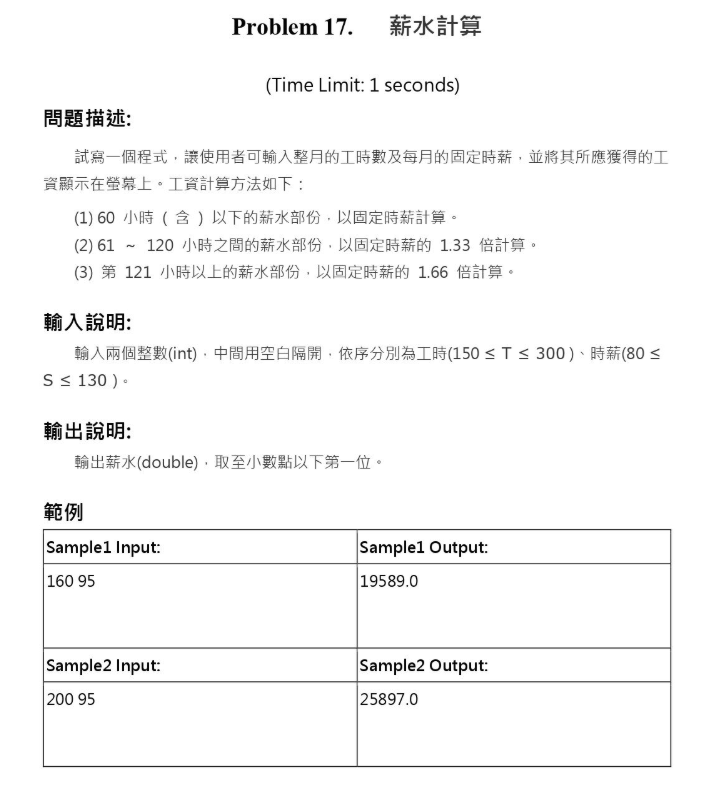 Problem 17. 薪水計算
(Time Limit: 1 seconds)
問題描述:
試寫一個程式，讓使用者可輸入整月的工時數及每月的固定時薪，並將其所應獲得的工
資顯示在螢幕上。工資計算方法如下：
(1) 60 小時 ( 含 ) 以下的薪水部份，以固定時薪計算。
(2) 61 ~ 120 小時之間的薪水部份，以固定時薪的 1.33 倍計算。
(3) 第 121 小時以上的薪水部份，以固定時薪的 1.66 倍計算。
輸入說明:
輸入兩個整數(int)，中間用空白隔開，依序分別為工時(150 ≤ T ≤ 300 )、時薪(80 ≤
S ≤ 130 )。
輸出說明:
輸出薪水(double)，取至小數點以下第一位。
範例
Sample1 Input: Sample1 Output:
160 95 19589.0
Sample2 Input: Sample2 Output:
200 95 25897.0